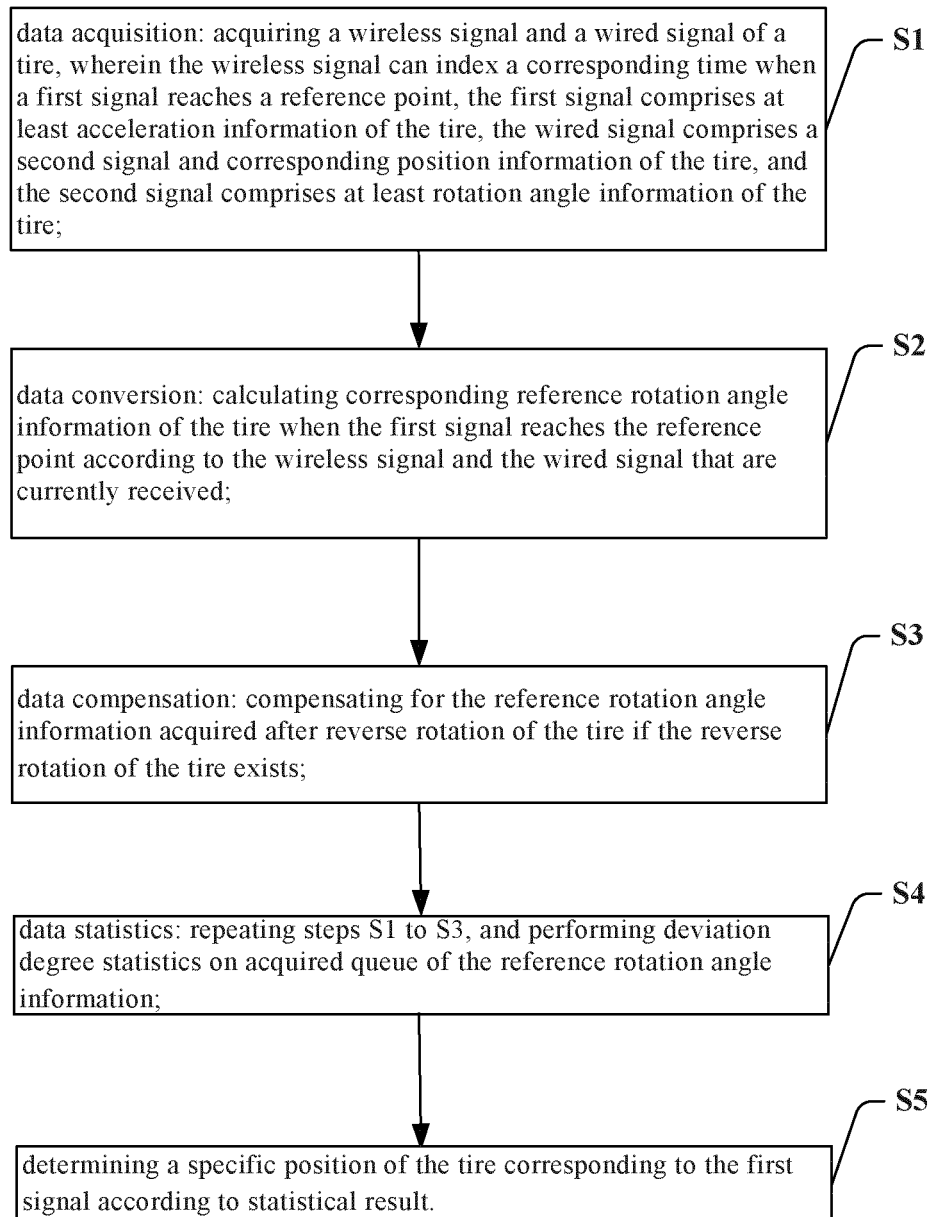 data acquisition: acquiring a wireless signal and a wired signal of a
tire, wherein the wireless signal can index a corresponding time when
a first signal reaches a reference point, the first signal comprises at
least acceleration information of the tire, the wired signal comprises a
second signal and corresponding position information of the tire, and
the second signal comprises at least rotation angle information of the
tire;
S1
data conversion: calculating corresponding reference rotation angle
information of the tire when the first signal reaches the reference
point according to the wireless signal and the wired signal that are
currently received;
S2
data compensation: compensating for the reference rotation angle
information acquired after reverse rotation of the tire if the reverse
rotation of the tire exists;
S3
data statistics: repeating steps S1 to S3, and performing deviation
degree statistics on acquired queue of the reference rotation angle
information;
S4
determining a specific position of the tire corresponding to the first
signal according to statistical result.
S5